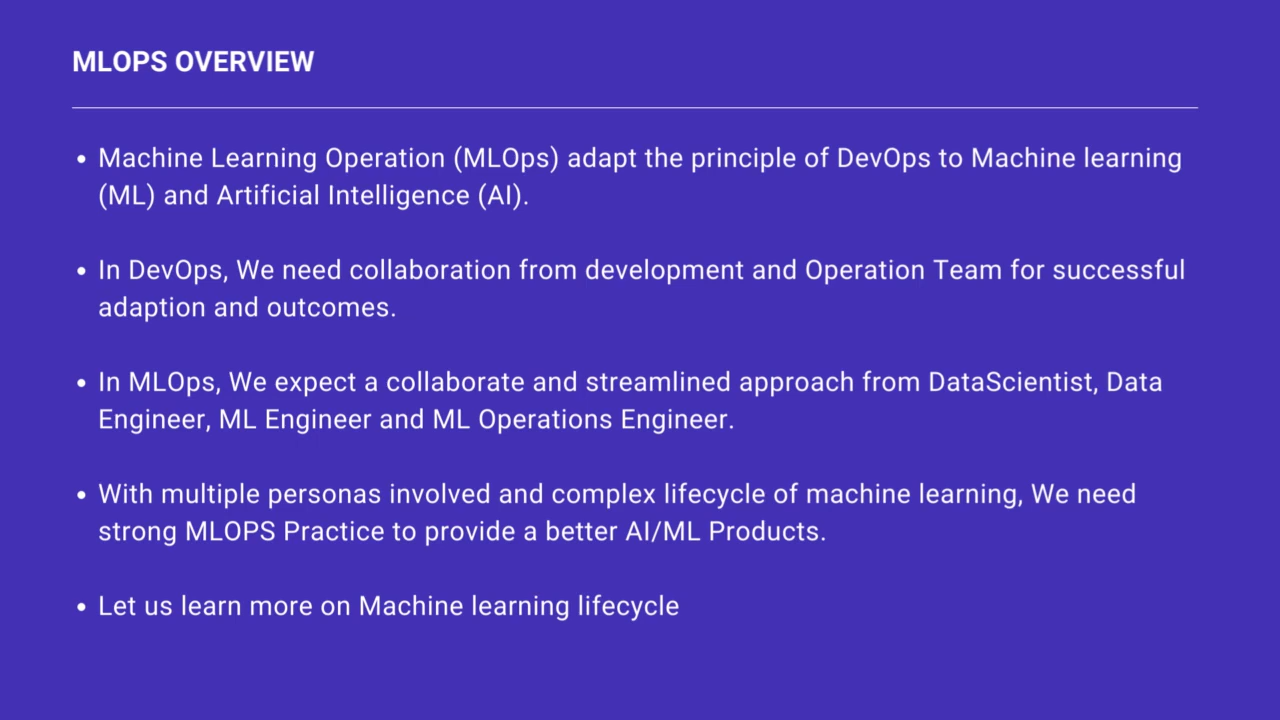 MLOPS OVERVIEW
• Machine Learning Operation (MLOps) adapt the principle of DevOps to Machine learning
(ML) and Artificial Intelligence (AI).
• In DevOps, We need collaboration from development and Operation Team for successful
adaption and outcomes.
• In MLOps, We expect a collaborate and streamlined approach from DataScientist, Data
Engineer, ML Engineer and ML Operations Engineer.
• With multiple personas involved and complex lifecycle of machine learning, We need
strong MLOPS Practice to provide a better AI/ML Products.
• Let us learn more on Machine learning lifecycle